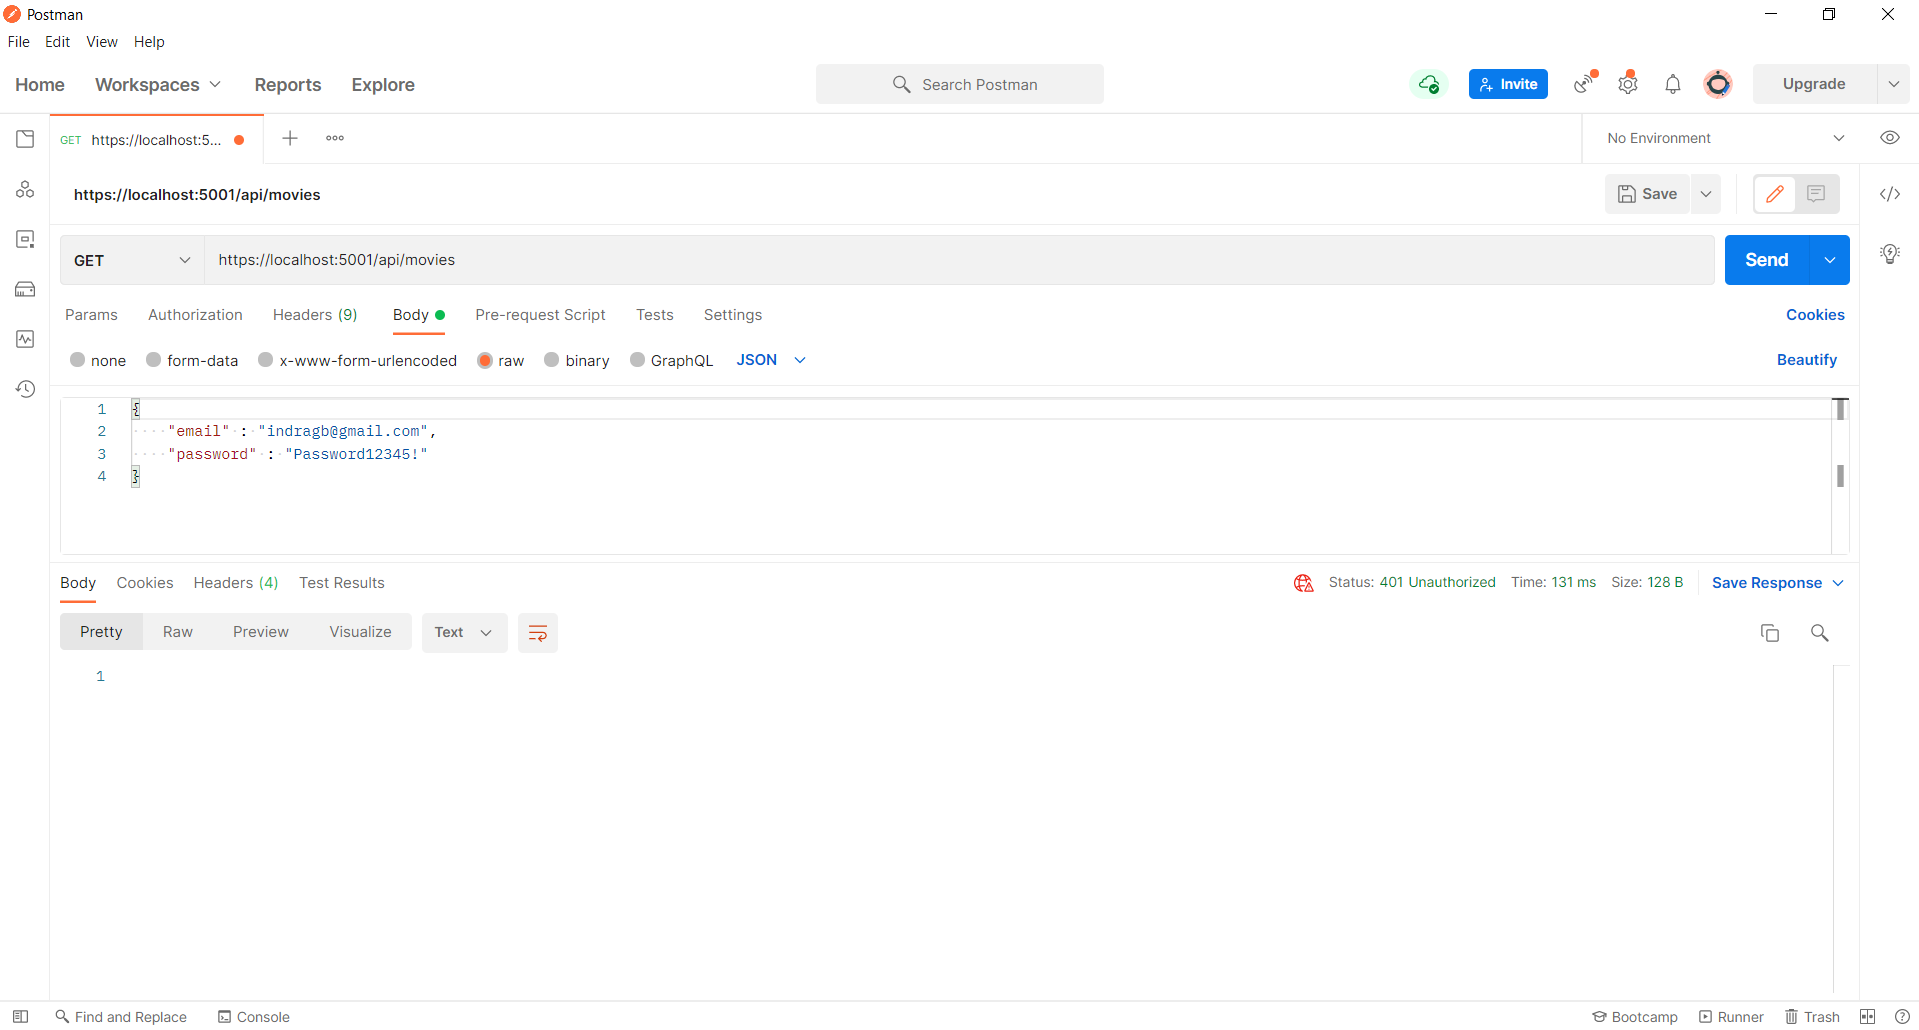 Postman
File Edit View Help
Home Workspaces Reports Explore Search Postman Invite Upgrade
GET https://localhost:5... No Environment
https://localhost:5001/api/movies Save
GET https://localhost:5001/api/movies Send
Params Authorization Headers (9) Body Pre-request Script Tests Settings Cookies
none form-data x-www-form-urlencoded raw binary GraphQL JSON Beautify
1 {
2 "email" : "indragb@gmail.com",
3 "password" : "Password12345!"
4 }
Body Cookies Headers (4) Test Results Status: 401 Unauthorized Time: 131 ms Size: 128 B Save Response
Pretty Raw Preview Visualize Text
1
Find and Replace Console Bootcamp Runner Trash